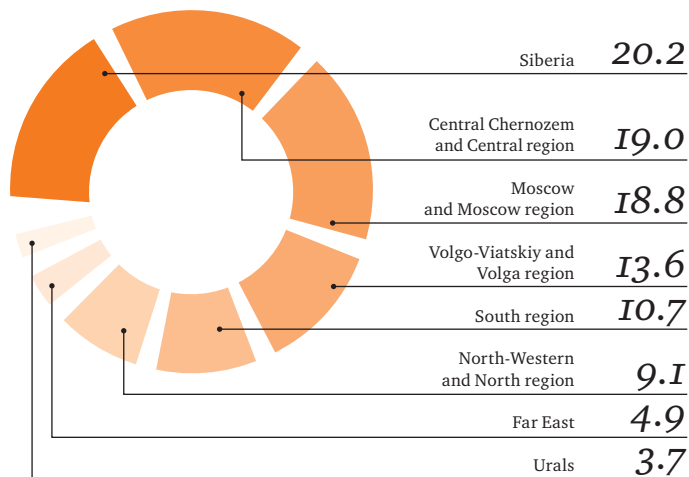 Siberia 20.2
Central Chernozem
and Central region 19.0
Moscow
and Moscow region 18.8
Volgo-Viatskiy and
Volga region 13.6
South region 10.7
North-Western
and North region 9.1
Far East 4.9
Urals 3.7